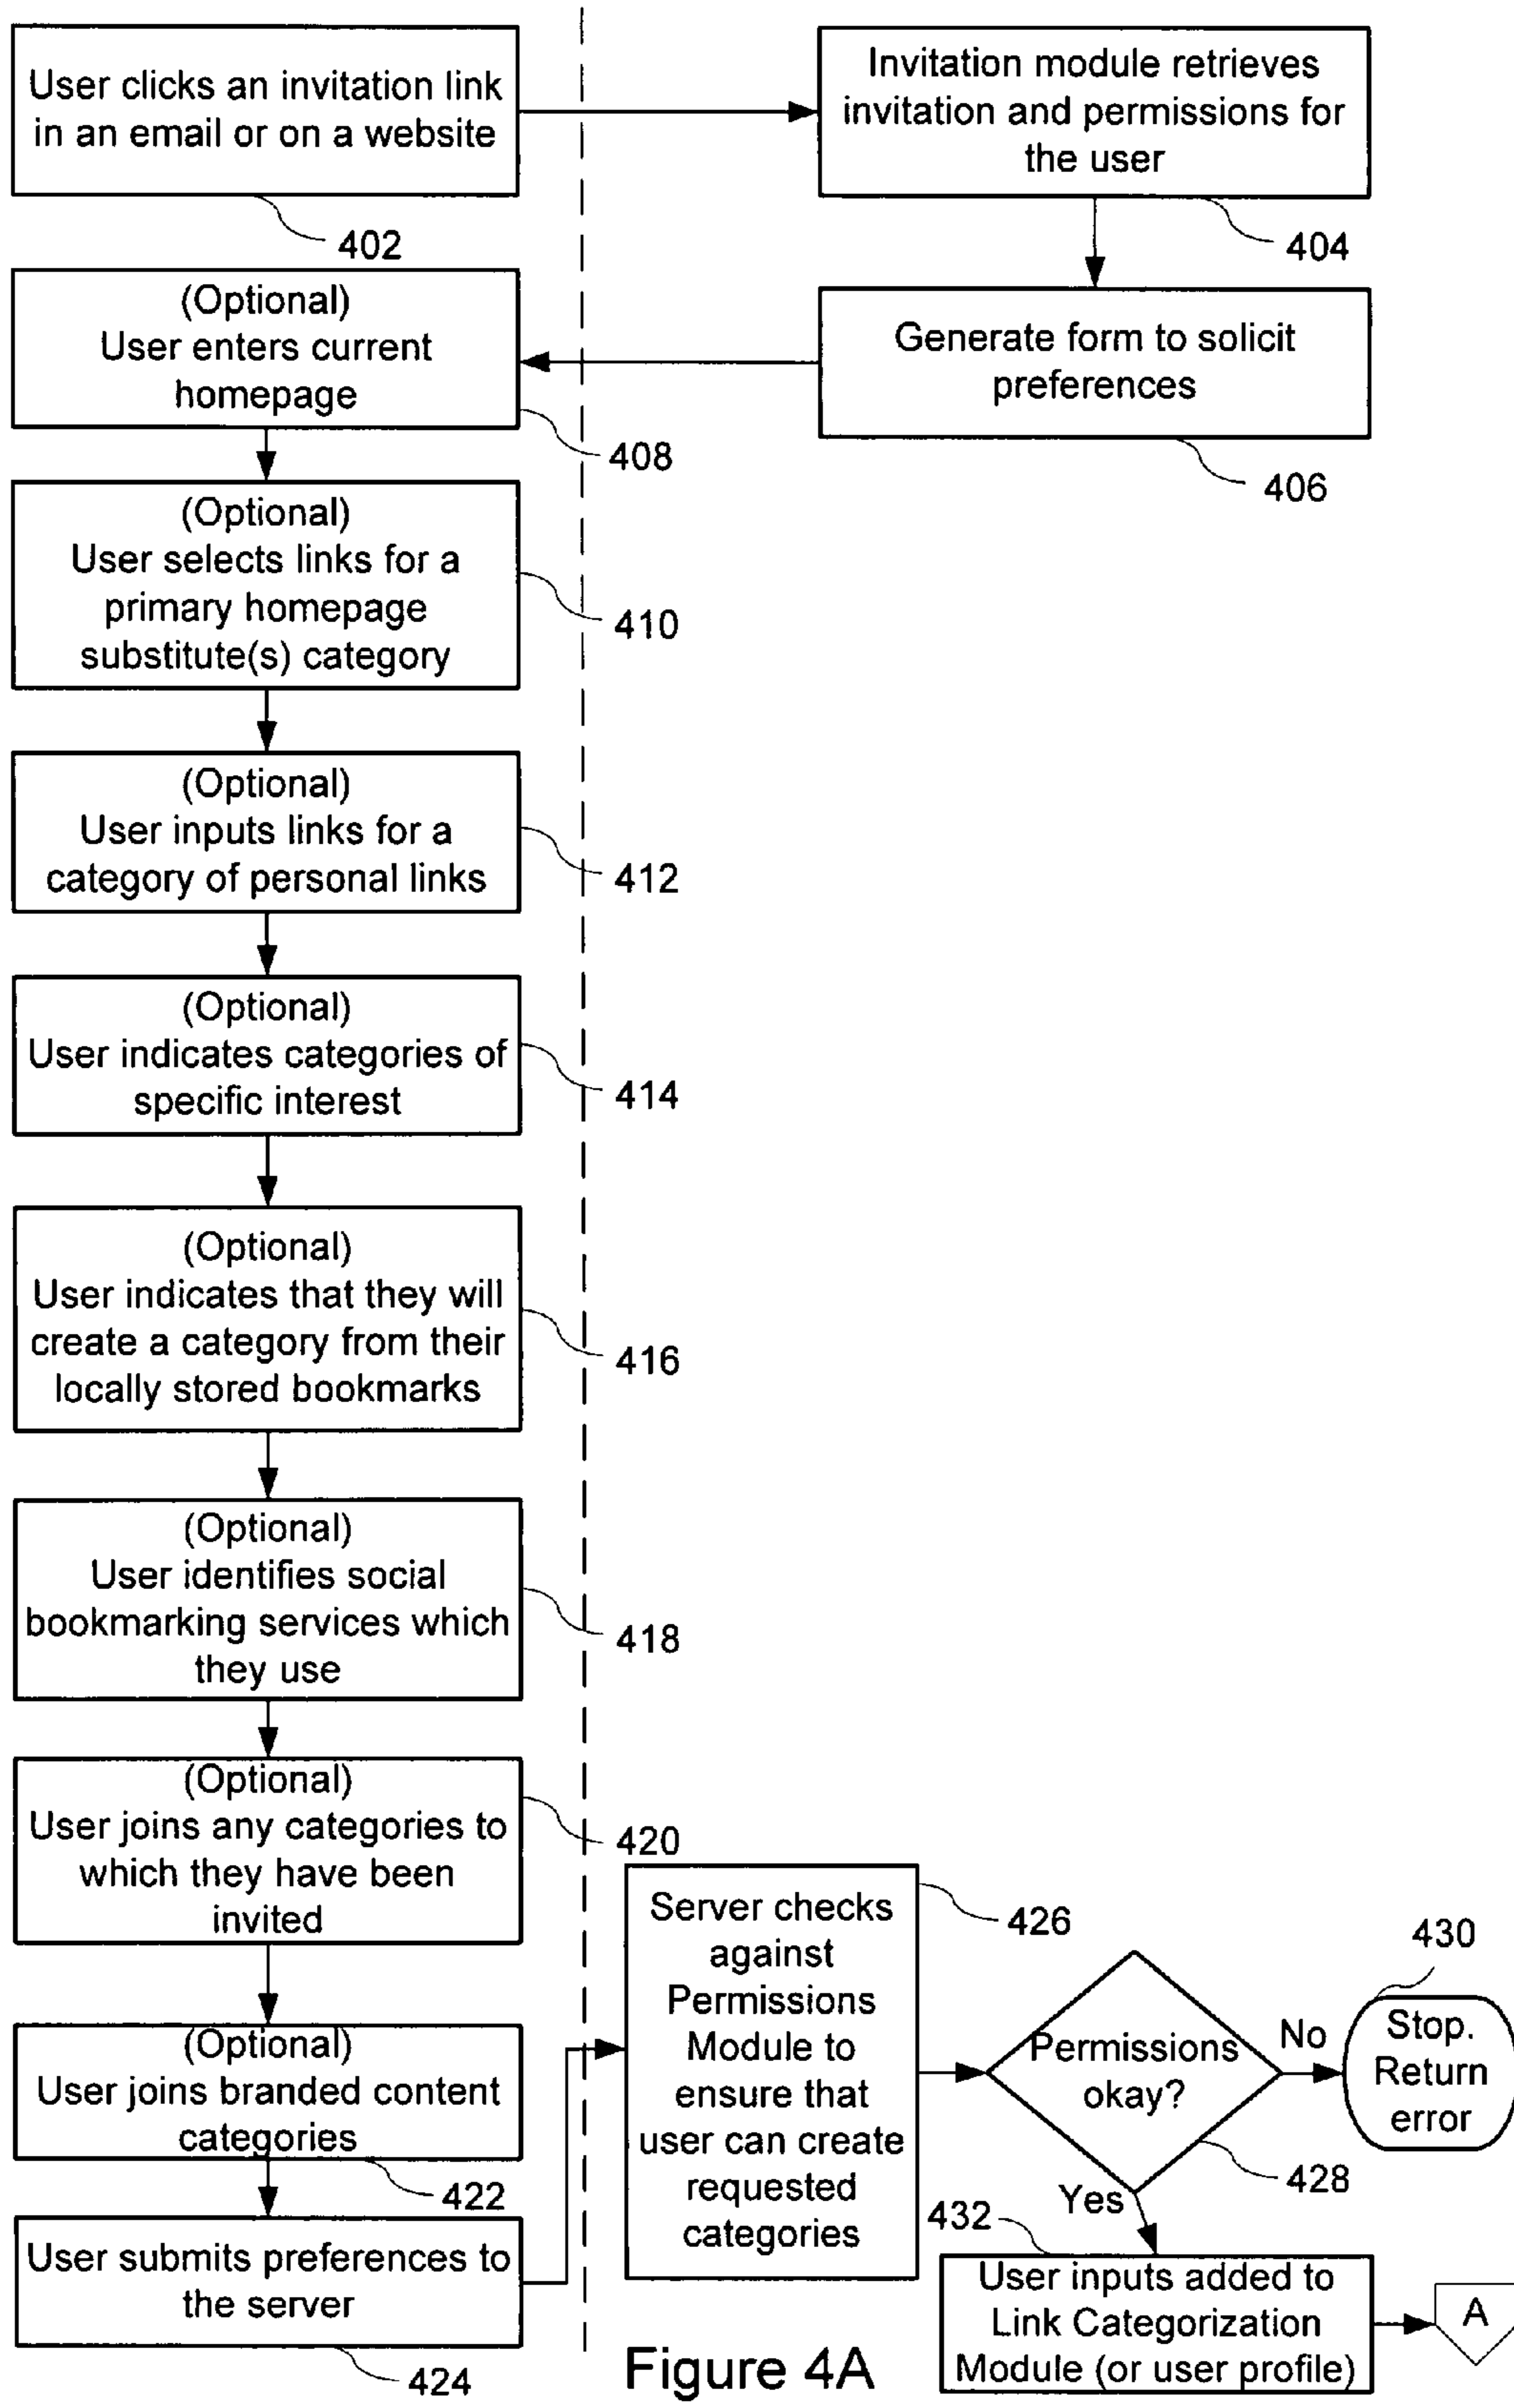 User clicks an invitation link
in an email or on a website
402
Invitation module retrieves
invitation and permissions for
the user
404
Generate form to solicit
preferences
406
(Optional)
User enters current
homepage
408
(Optional)
User selects links for a
primary homepage
substitute(s) category
410
(Optional)
User inputs links for a
category of personal links
412
(Optional)
User indicates categories of
specific interest
414
(Optional)
User indicates that they will
create a category from their
locally stored bookmarks
416
(Optional)
User identifies social
bookmarking services which
they use
418
(Optional)
User joins any categories to
which they have been
invited
420
(Optional)
User joins branded content
categories
422
User submits preferences to
the server
424
Server checks
against
Permissions
Module to
ensure that
user can create
requested
categories
426
Permissions
okay?
428
No
Stop.
Return
error
430
Yes
432
User inputs added to
Link Categorization
Module (or user profile)
A
Figure 4A